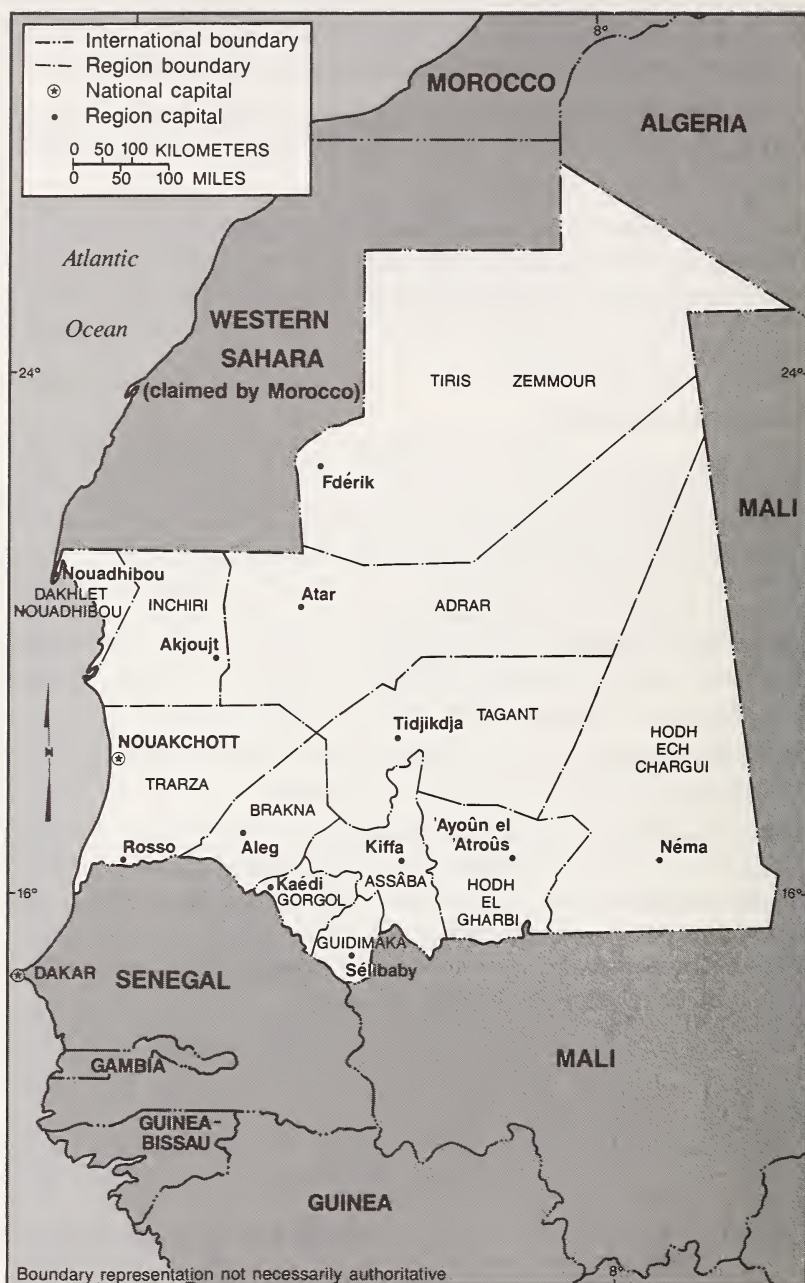 International boundary
Region boundary
National capital
Region capital
0 50 100 KILOMETERS
0 50 100 MILES
8°
MOROCCO
ALGERIA
Atlantic
Ocean
WESTERN
SAHARA
(claimed by Morocco)
24°
24°
TIRIS ZEMMOUR
Fdérik
MALI
Nouadhibou
DAKHLET
NOUADHIBOU
INCHIRI
Atar
ADRAR
Akjoujt
N
NOUAKCHOTT
TRARZA
Tidjikdja
TAGANT
HODH
ECH
CHARGUI
BRAKNA
Aleg
Rosso
Kiffa
ASSÂBA
'Ayoûn el
'Atroûs
Néma
16°
16°
Kaédi
GORGOL
HODH
EL
GHARBI
GUIDIMAKA
Sélibaby
DAKAR
SENEGAL
GAMBIA
MALI
GUINEA-
BISSAU
GUINEA
Boundary representation not necessarily authoritative
8°